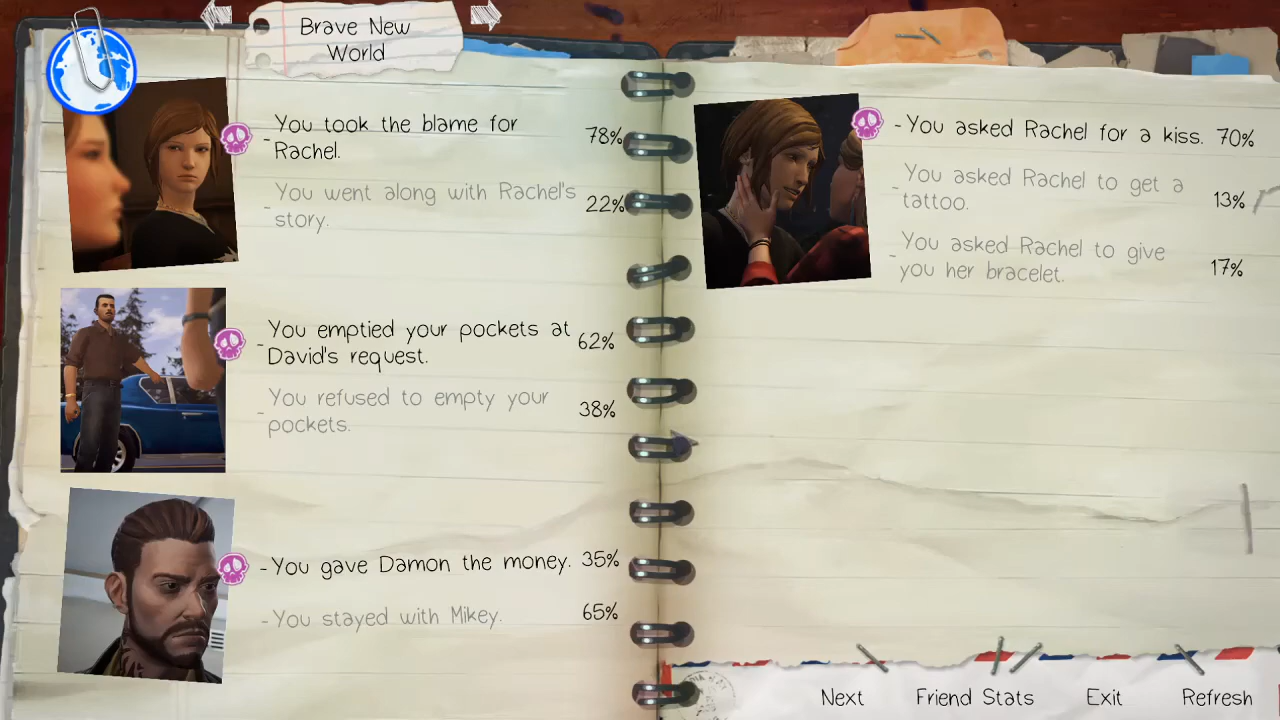 Brave New
World
- You took the blame for
Rachel.
78%
- You went along with Rachel's
story.
22%
- You emptied your pockets at
David's request.
62%
- You refused to empty your
pockets.
38%
- You gave Damon the money. 35%
- You stayed with Mikey. 65%
- You asked Rachel for a kiss. 70%
- You asked Rachel to get a
tattoo.
13%
- You asked Rachel to give
you her bracelet.
17%
Next Friend Stats Exit Refresh